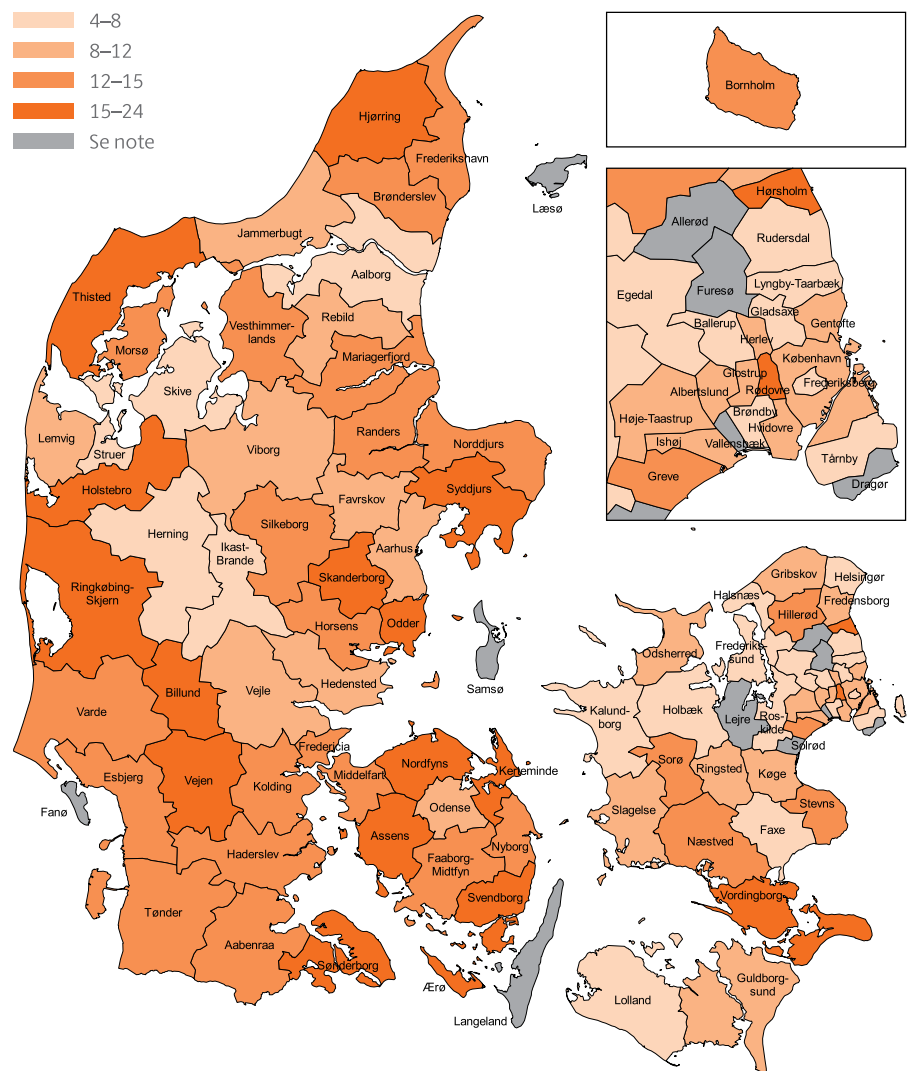 4–8
8–12
12–15
15–24
Se note
Bornholm
Hjørring
Frederikshavn
Brønderslev
Læsø
Jammerbugt
Aalborg
Thisted
Vesthimmer-
lands
Rebild
Morsø
Mariagerfjord
Skive
Lemvig
Struer
Viborg
Randers
Norddjurs
Holstebro
Favrskov
Syddjurs
Herning
Ikast-
Brande
Silkeborg
Aarhus
Skanderborg
Ringkøbing-
Skjern
Horsens
Odder
Samsø
Billund
Vejle
Hedensted
Varde
Fredericia
Esbjerg
Vejen
Kolding
Middelfart
Nordfyns
Kerteminde
Fanø
Odense
Assens
Haderslev
Faaborg-
Midtfyn
Nyborg
Svendborg
Tønder
Aabenraa
Sønderborg
Ærø
Langeland
Hørsholm
Allerød
Rudersdal
Egedal
Furesø
Lyngby-Taarbæk
Ballerup
Gladsaxe
Gentofte
Herlev
København
Glostrup
Rødovre
Frederiksberg
Albertslund
Høje-Taastrup
Brøndby
Hvidovre
Ishøj
Vallensbæk
Tårnby
Greve
Dragør
Gribskov
Helsingør
Halsnæs
Hillerød
Fredensborg
Odsherred
Frederiks-
sund
Kalund-
borg
Holbæk
Lejre
Ros-
kilde
Solrød
Sorø
Ringsted
Køge
Slagelse
Stevns
Næstved
Faxe
Vordingborg
Guldborg-
sund
Lolland